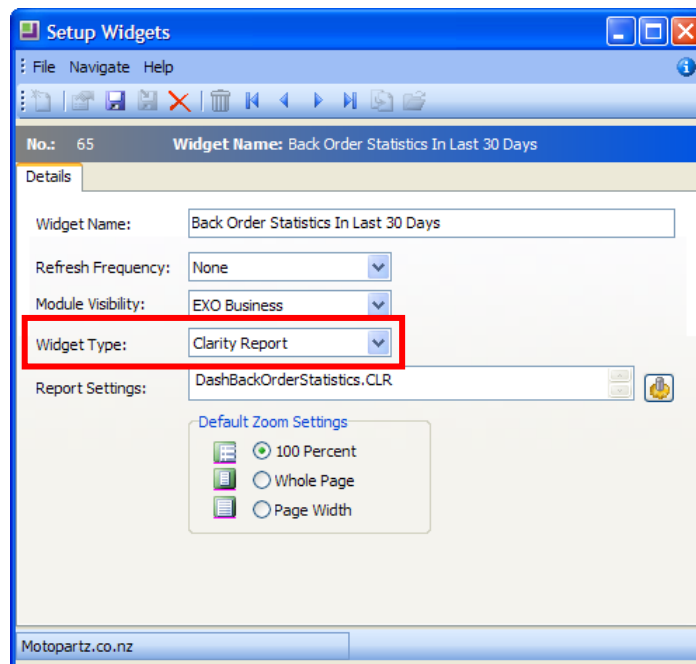 Setup Widgets
File Navigate Help
No.: 65 Widget Name: Back Order Statistics In Last 30 Days
Details
Widget Name: Back Order Statistics In Last 30 Days
Refresh Frequency: None
Module Visibility: EXO Business
Widget Type: Clarity Report
Report Settings: DashBackOrderStatistics.CLR
Default Zoom Settings
100 Percent
Whole Page
Page Width
Motopartz.co.nz